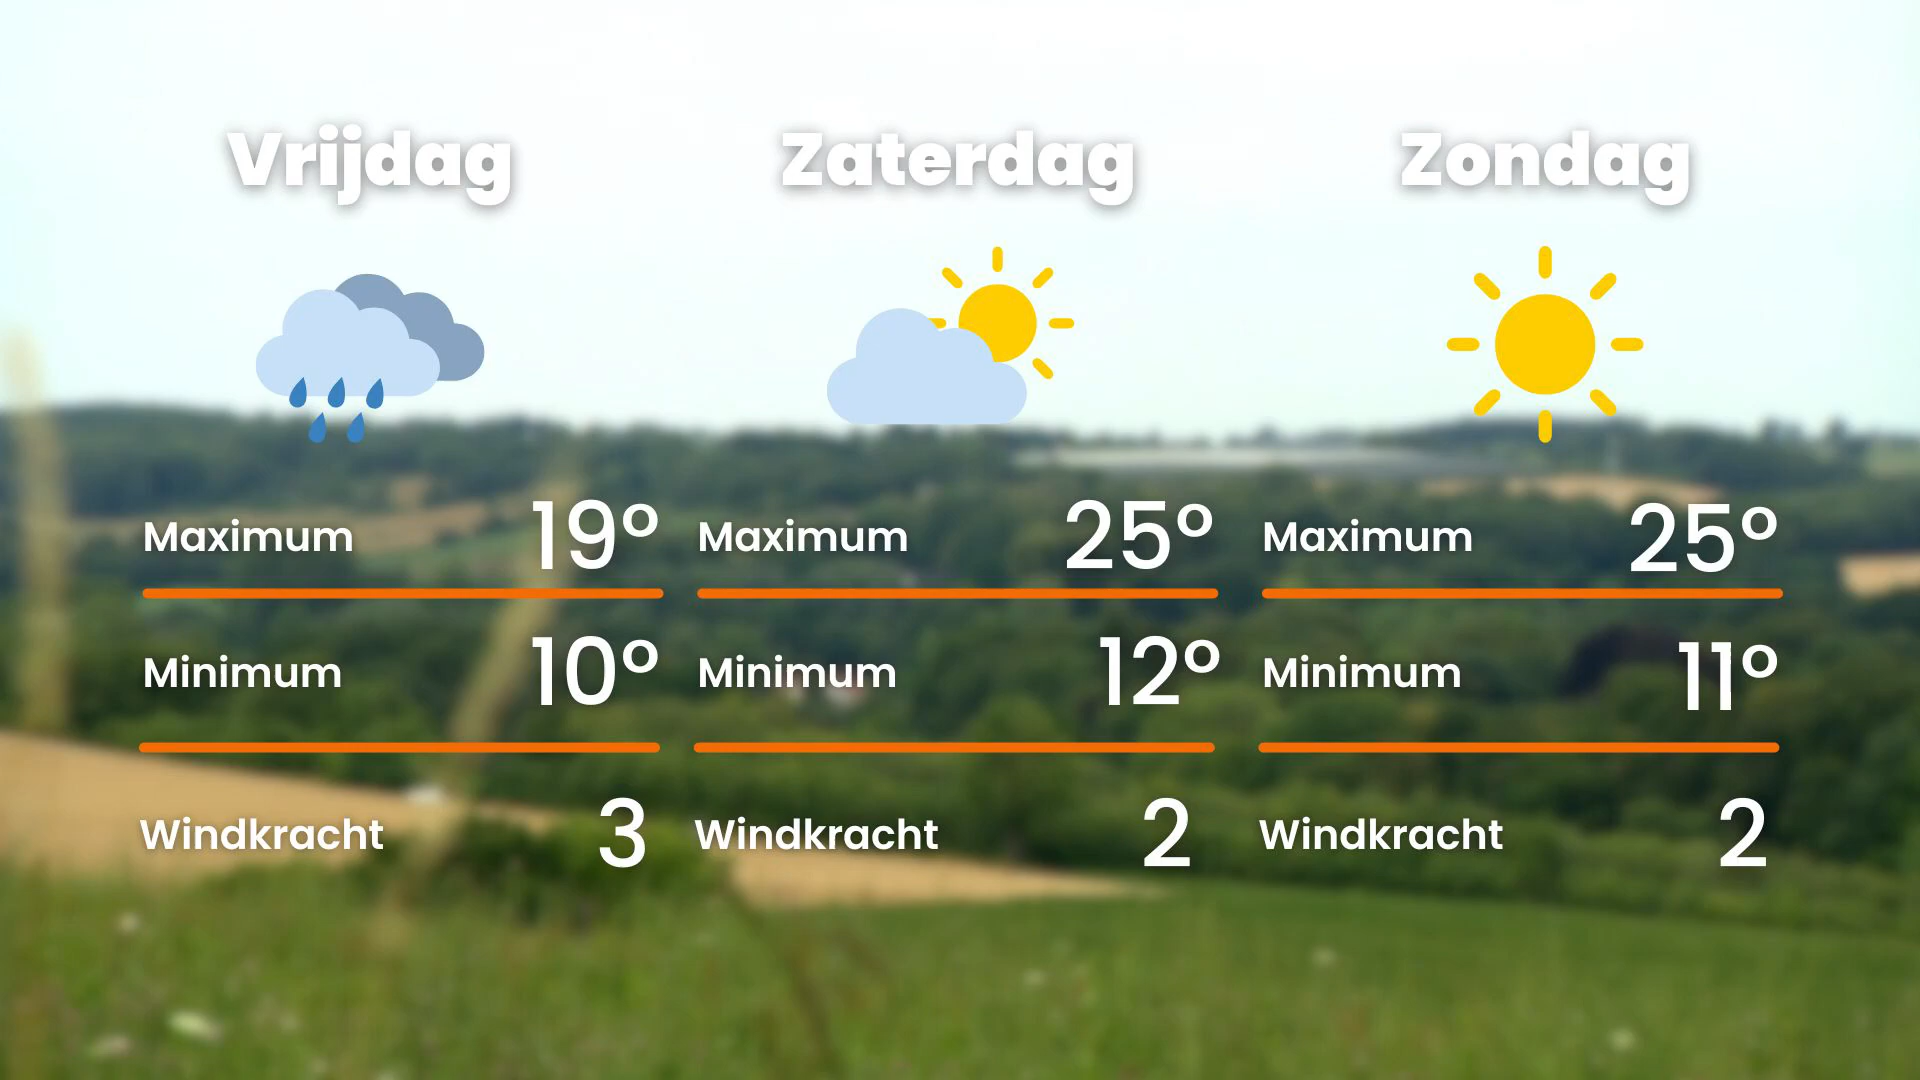 Vrijdag
Zaterdag
Zondag
Maximum 19°
Maximum 25°
Maximum 25°
Minimum 10°
Minimum 12°
Minimum 11°
Windkracht 3
Windkracht 2
Windkracht 2